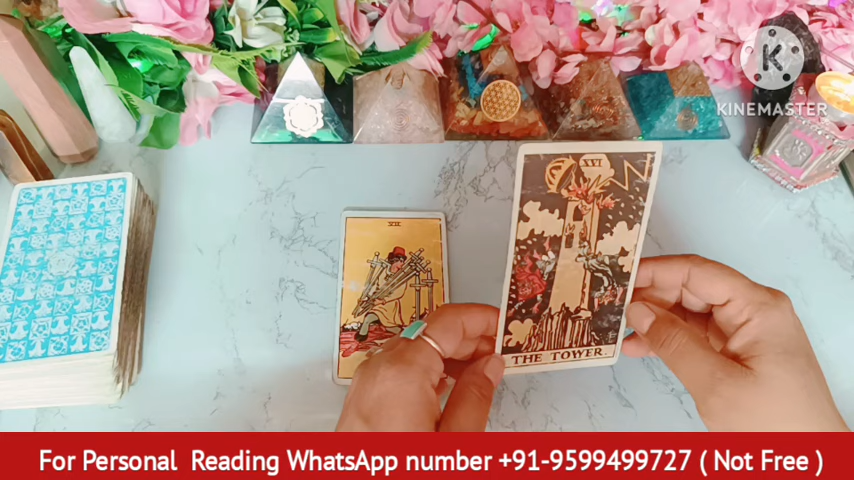 K
KINEMASTER
XVI
VII
THE TOWER.
For Personal Reading WhatsApp number +91-9599499727 ( Not Free )